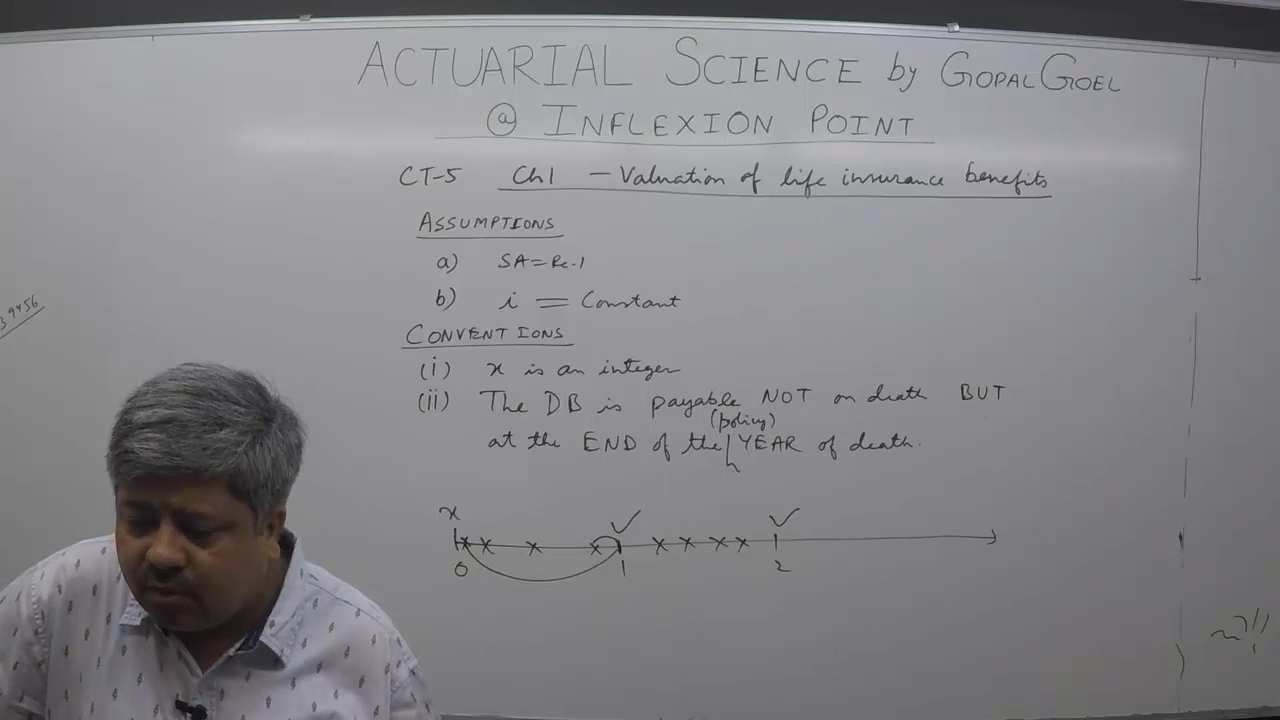 ACTUARIAL SCIENCE by GOPAL GOEL
@ INFLEXION POINT
CT-5 Ch1 – Valuation of life insurance benefits
ASSUMPTIONS
a) SA = Re. 1
b) i = Constant
CONVENTIONS
(i) x is an integer
(ii) The DB is payable NOT on death BUT
(policy)
at the END of the YEAR of death.
x
0 1 2
39456